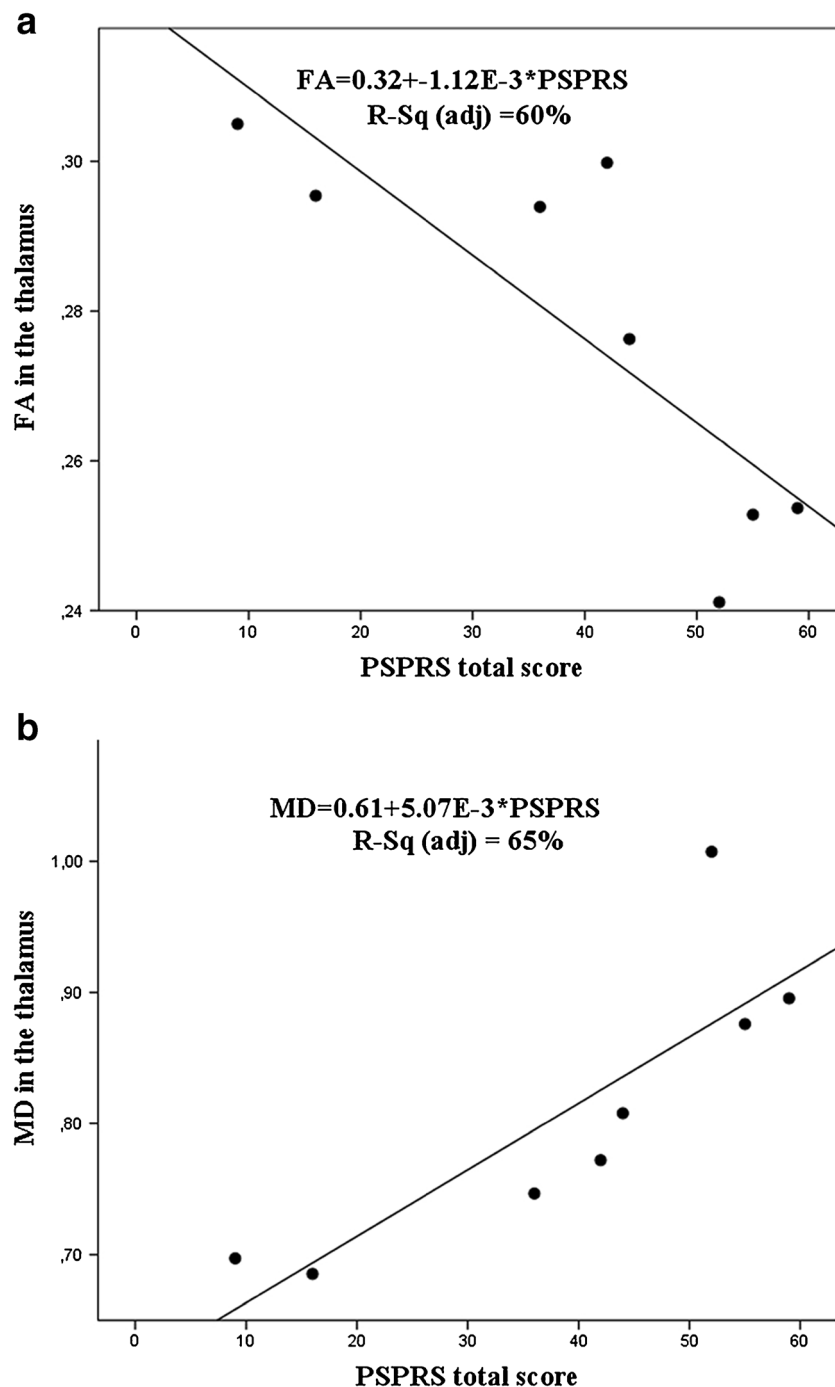 a
FA=0.32+-1.12E-3*PSPRS
R-Sq (adj) =60%
,30
,28
,26
,24
FA in the thalamus
0 10 20 30 40 50 60
PSPRS total score
b
MD=0.61+5.07E-3*PSPRS
R-Sq (adj) = 65%
1,00
,90
,80
,70
MD in the thalamus
0 10 20 30 40 50 60
PSPRS total score